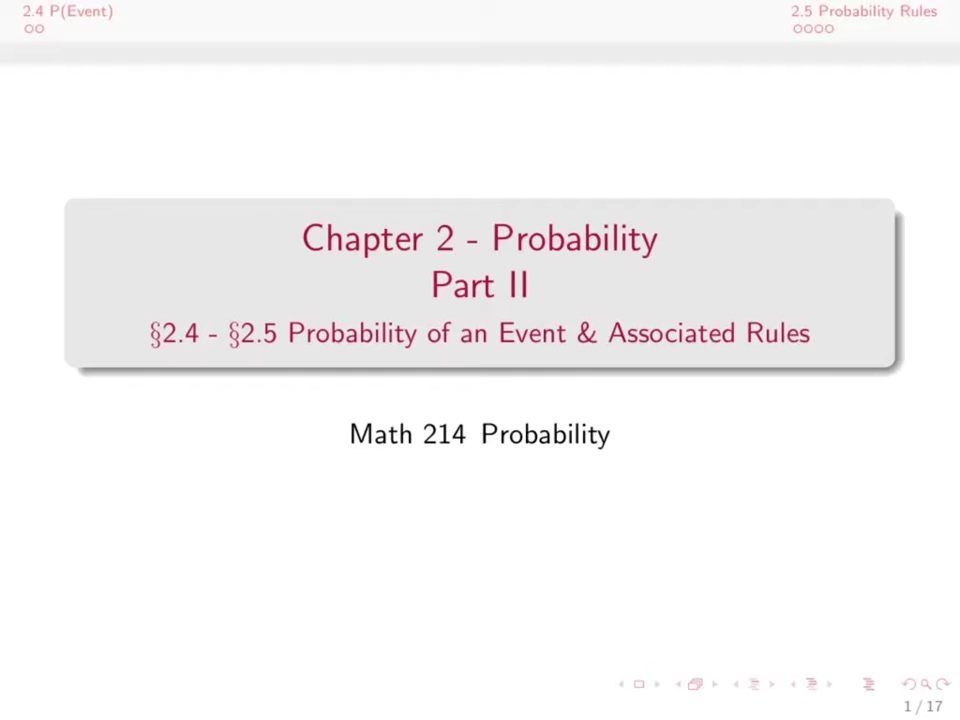 2.4 P(Event)
2.5 Probability Rules
Chapter 2 - Probability
Part II
§2.4 - §2.5 Probability of an Event & Associated Rules
Math 214 Probability
1 / 17